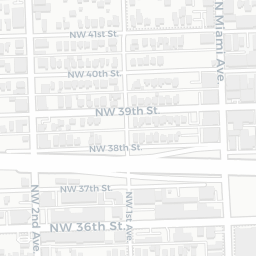 NW 41st St.
N Miami Ave.
NW 40th St.
NW 39th St.
NW 38th St.
NW 37th St.
NW 2nd Ave.
NW 1st Ave.
NW 36th St.